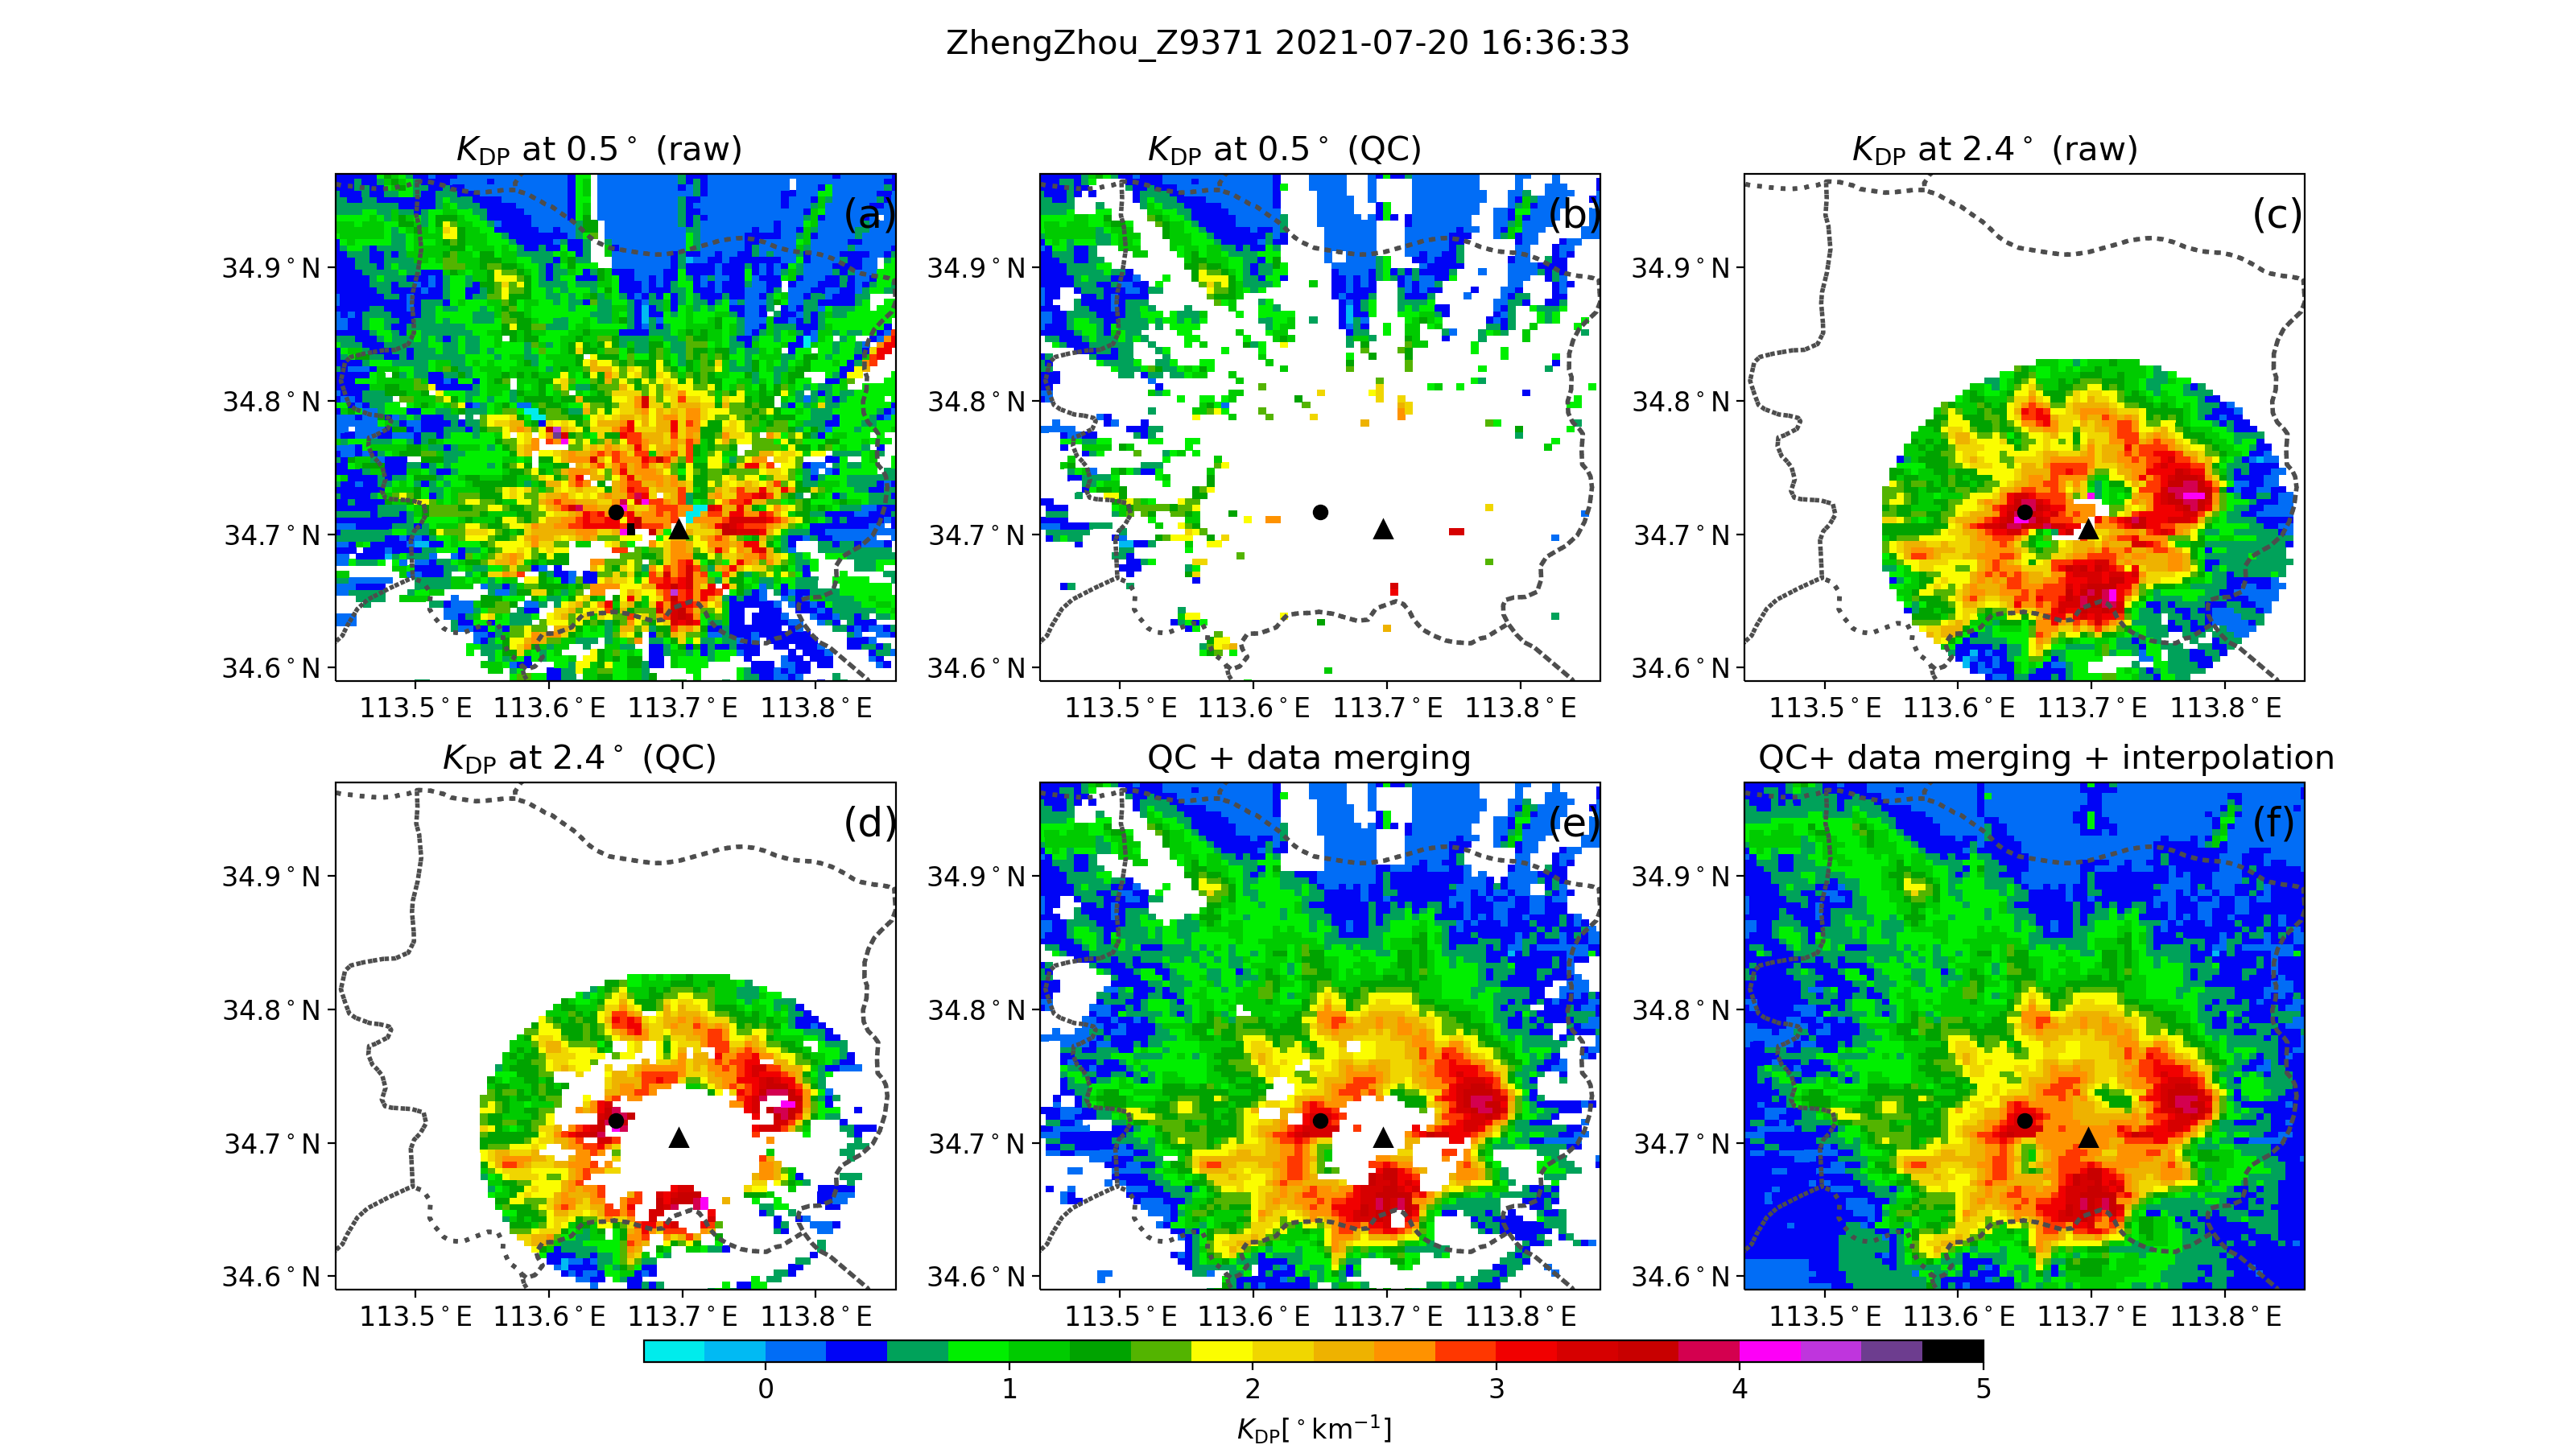 ZhengZhou_Z9371 2021-07-20 16:36:33
K_DP at 0.5° (raw)
K_DP at 0.5° (QC)
K_DP at 2.4° (raw)
(a)
(b)
(c)
34.9°N
34.8°N
34.7°N
34.6°N
34.9°N
34.8°N
34.7°N
34.6°N
34.9°N
34.8°N
34.7°N
34.6°N
113.5°E 113.6°E 113.7°E 113.8°E
113.5°E 113.6°E 113.7°E 113.8°E
113.5°E 113.6°E 113.7°E 113.8°E
K_DP at 2.4° (QC)
QC + data merging
QC+ data merging + interpolation
(d)
(e)
(f)
34.9°N
34.8°N
34.7°N
34.6°N
34.9°N
34.8°N
34.7°N
34.6°N
34.9°N
34.8°N
34.7°N
34.6°N
113.5°E 113.6°E 113.7°E 113.8°E
113.5°E 113.6°E 113.7°E 113.8°E
113.5°E 113.6°E 113.7°E 113.8°E
0 1 2 3 4 5
K_DP[°km⁻¹]